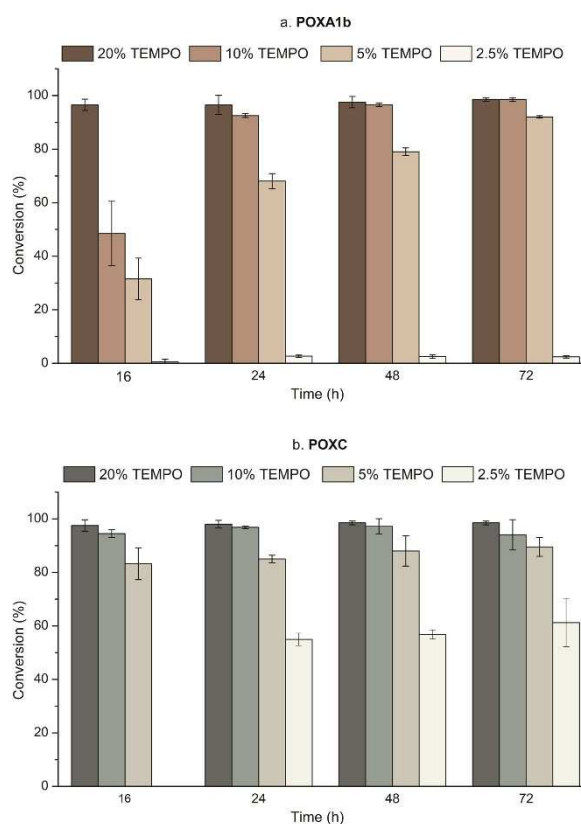 a. POXA1b
20% TEMPO 10% TEMPO 5% TEMPO 2.5% TEMPO
100
80
60
40
20
0
Conversion (%)
16 24 48 72
Time (h)
b. POXC
20% TEMPO 10% TEMPO 5% TEMPO 2.5% TEMPO
100
80
60
40
20
0
Conversion (%)
16 24 48 72
Time (h)